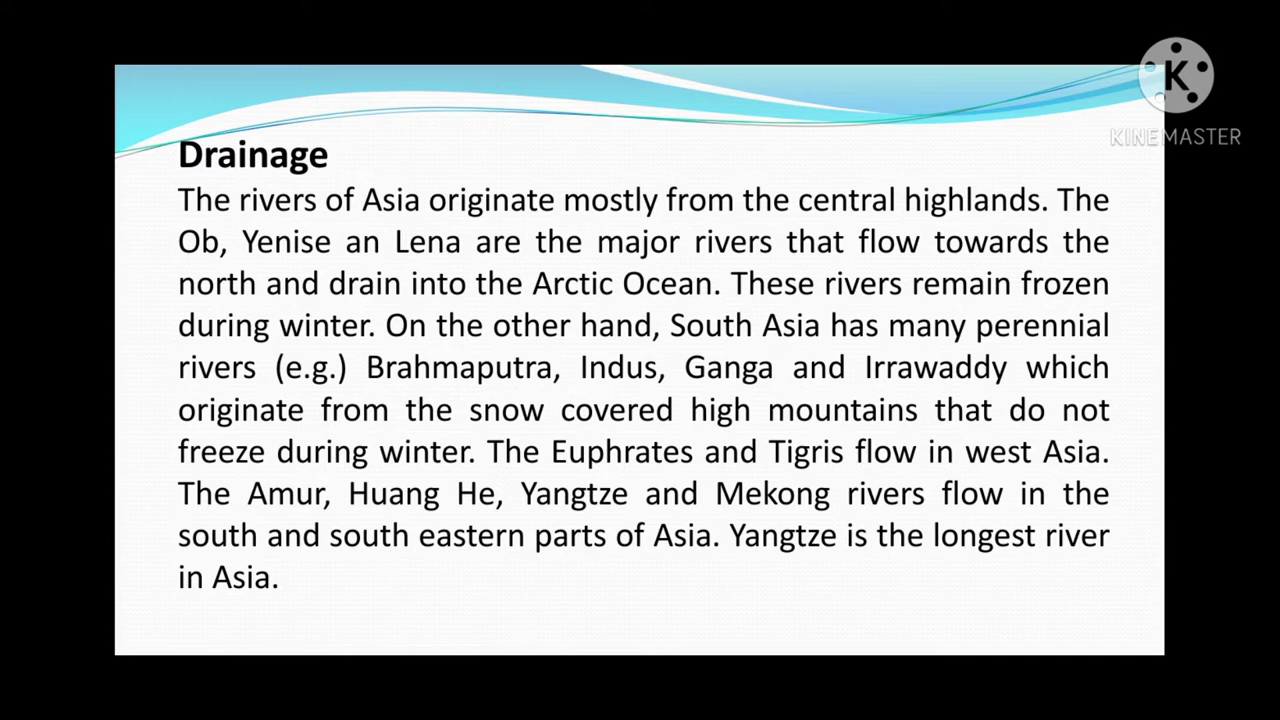 K
KINEMASTER
Drainage
The rivers of Asia originate mostly from the central highlands. The
Ob, Yenise an Lena are the major rivers that flow towards the
north and drain into the Arctic Ocean. These rivers remain frozen
during winter. On the other hand, South Asia has many perennial
rivers (e.g.) Brahmaputra, Indus, Ganga and Irrawaddy which
originate from the snow covered high mountains that do not
freeze during winter. The Euphrates and Tigris flow in west Asia.
The Amur, Huang He, Yangtze and Mekong rivers flow in the
south and south eastern parts of Asia. Yangtze is the longest river
in Asia.